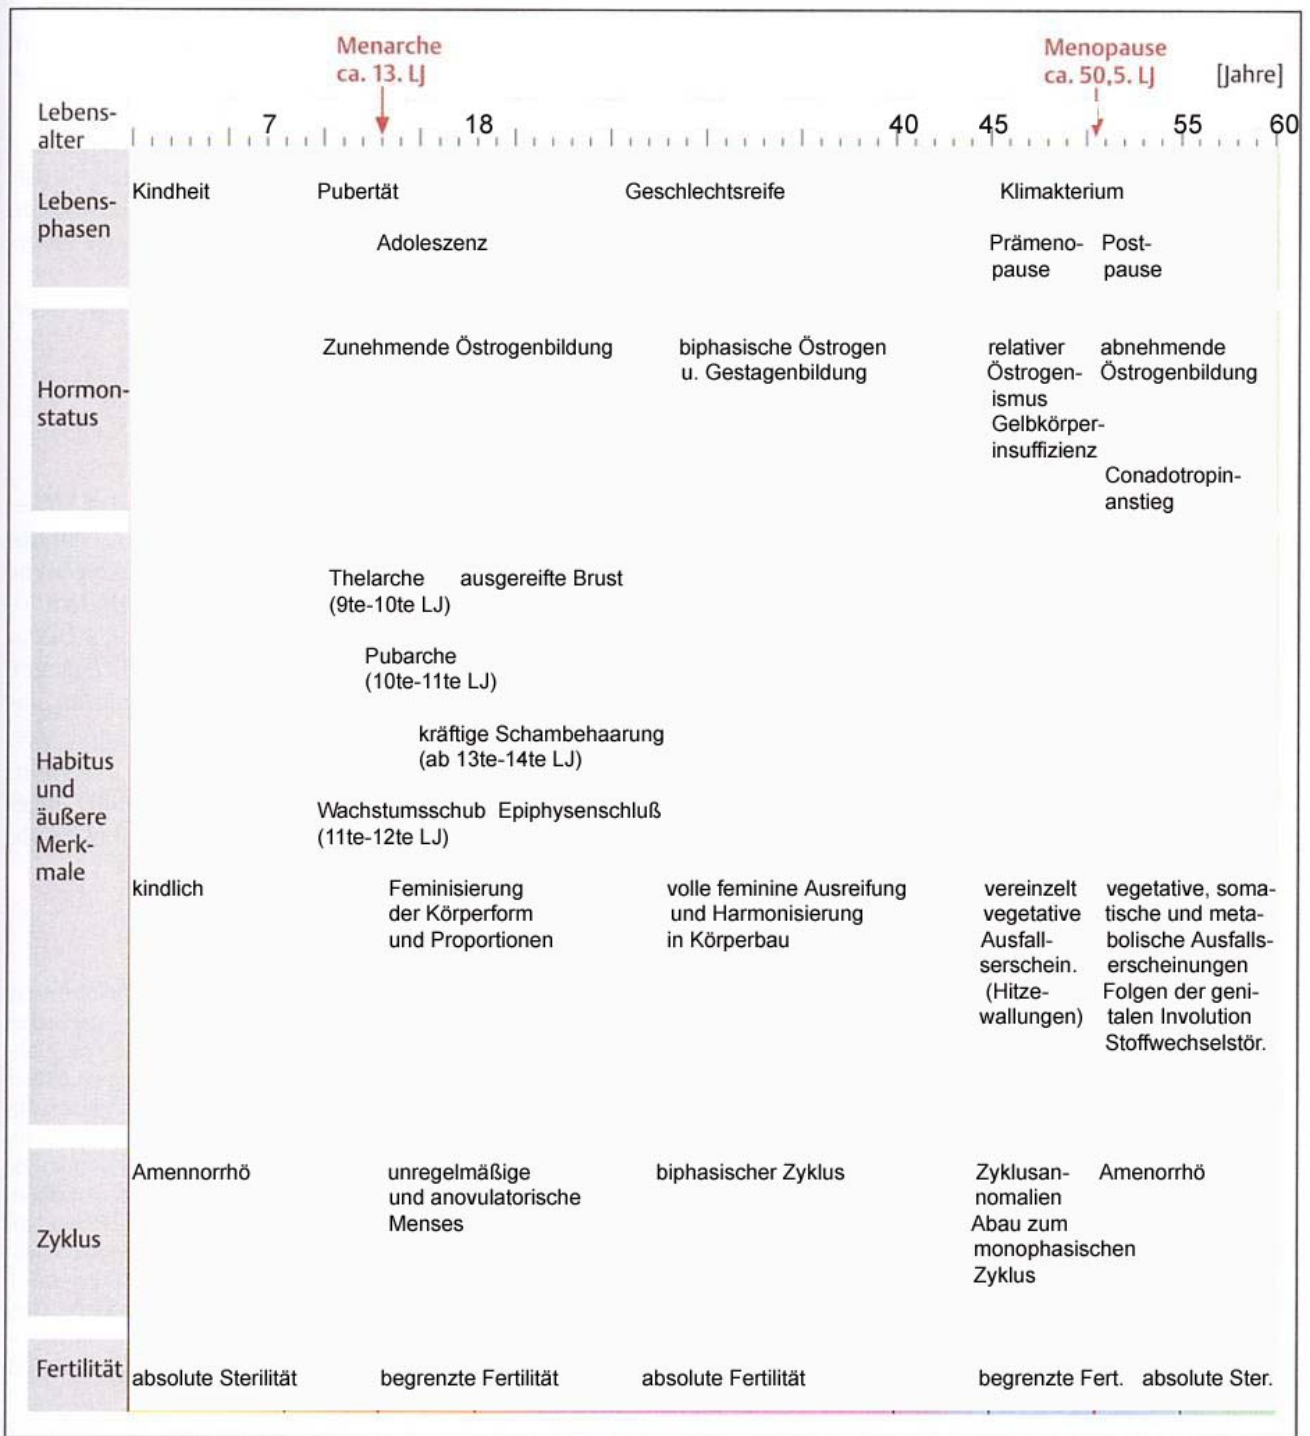 Menarche
ca. 13. LJ
Menopause
ca. 50,5. LJ
[Jahre]
Lebens-
alter
7 18 40 45 55 60
Lebens-
phasen
Kindheit Pubertät Geschlechtsreife Klimakterium
Adoleszenz Prämeno- Post-
pause pause
Hormon-
status
Zunehmende Östrogenbildung biphasische Östrogen relativer abnehmende
u. Gestagenbildung Östrogen- Östrogenbildung
ismus
Gelbkörper-
insuffizienz
Conadotropin-
anstieg
Habitus
und
äußere
Merk-
male
Thelarche ausgereifte Brust
(9te-10te LJ)
Pubarche
(10te-11te LJ)
kräftige Schambehaarung
(ab 13te-14te LJ)
Wachstumsschub Epiphysenschluß
(11te-12te LJ)
kindlich Feminisierung volle feminine Ausreifung vereinzelt vegetative, soma-
der Körperform und Harmonisierung vegetative tische und meta-
und Proportionen in Körperbau Ausfall- bolische Ausfalls-
serschein. erscheinungen
(Hitze- Folgen der geni-
wallungen) talen Involution
Stoffwechselstör.
Zyklus
Amennorrhö unregelmäßige biphasischer Zyklus Zyklusan- Amenorrhö
und anovulatorische nomalien
Menses Abau zum
monophasischen
Zyklus
Fertilität
absolute Sterilität begrenzte Fertilität absolute Fertilität begrenzte Fert. absolute Ster.